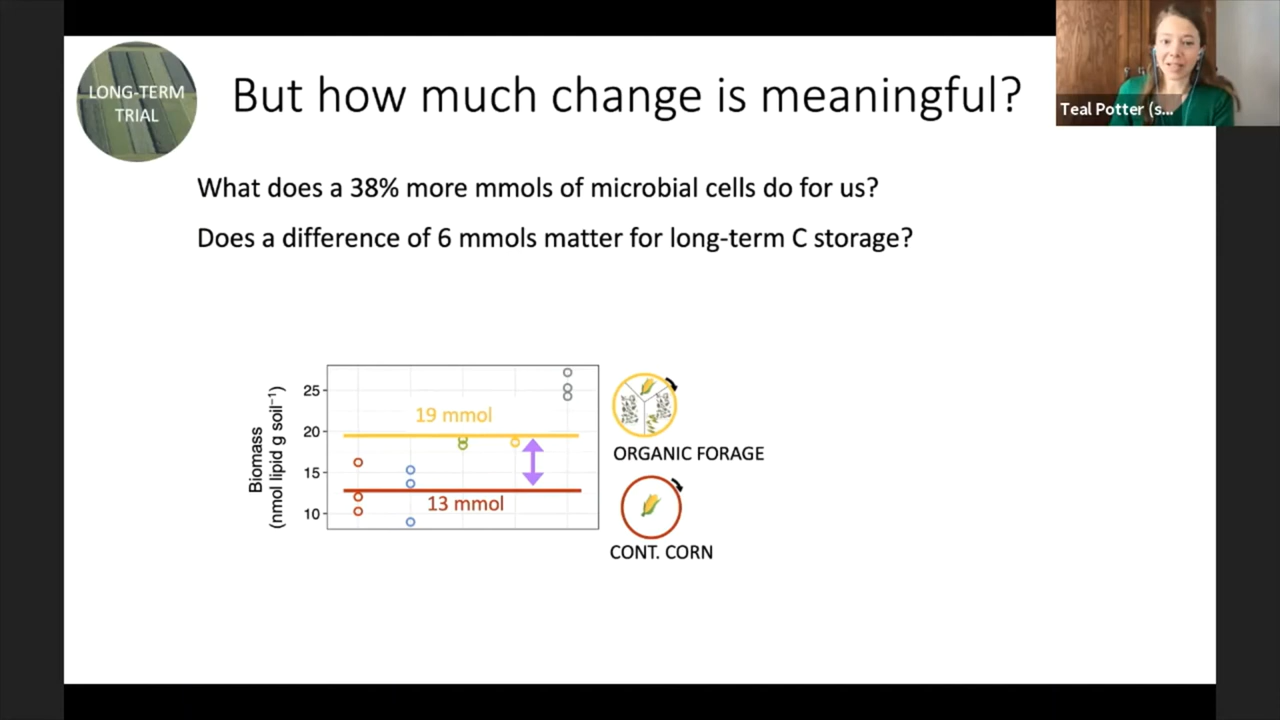 LONG-TERM
TRIAL
But how much change is meaningful?
Teal Potter (s...
What does a 38% more mmols of microbial cells do for us?
Does a difference of 6 mmols matter for long-term C storage?
Biomass
(nmol lipid g soil⁻¹)
25
20
15
10
19 mmol
13 mmol
ORGANIC FORAGE
CONT. CORN